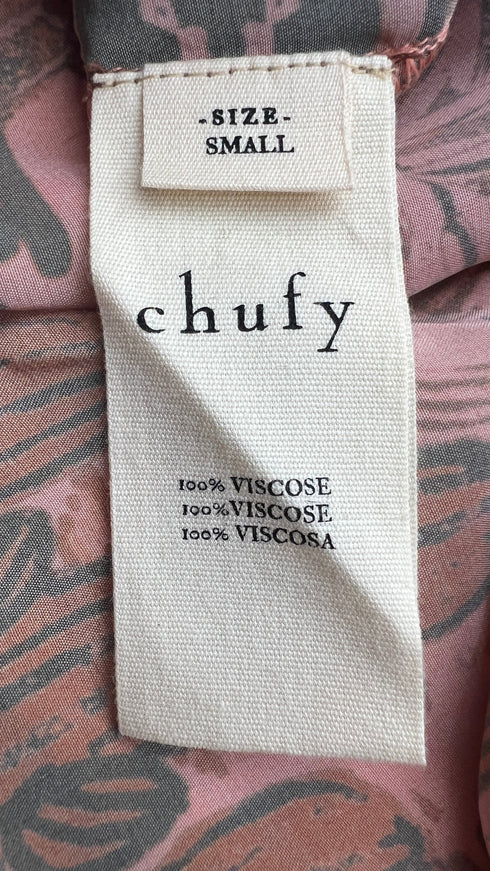 -SIZE-
SMALL
chufy
100% VISCOSE
100% VISCOSE
100% VISCOSA